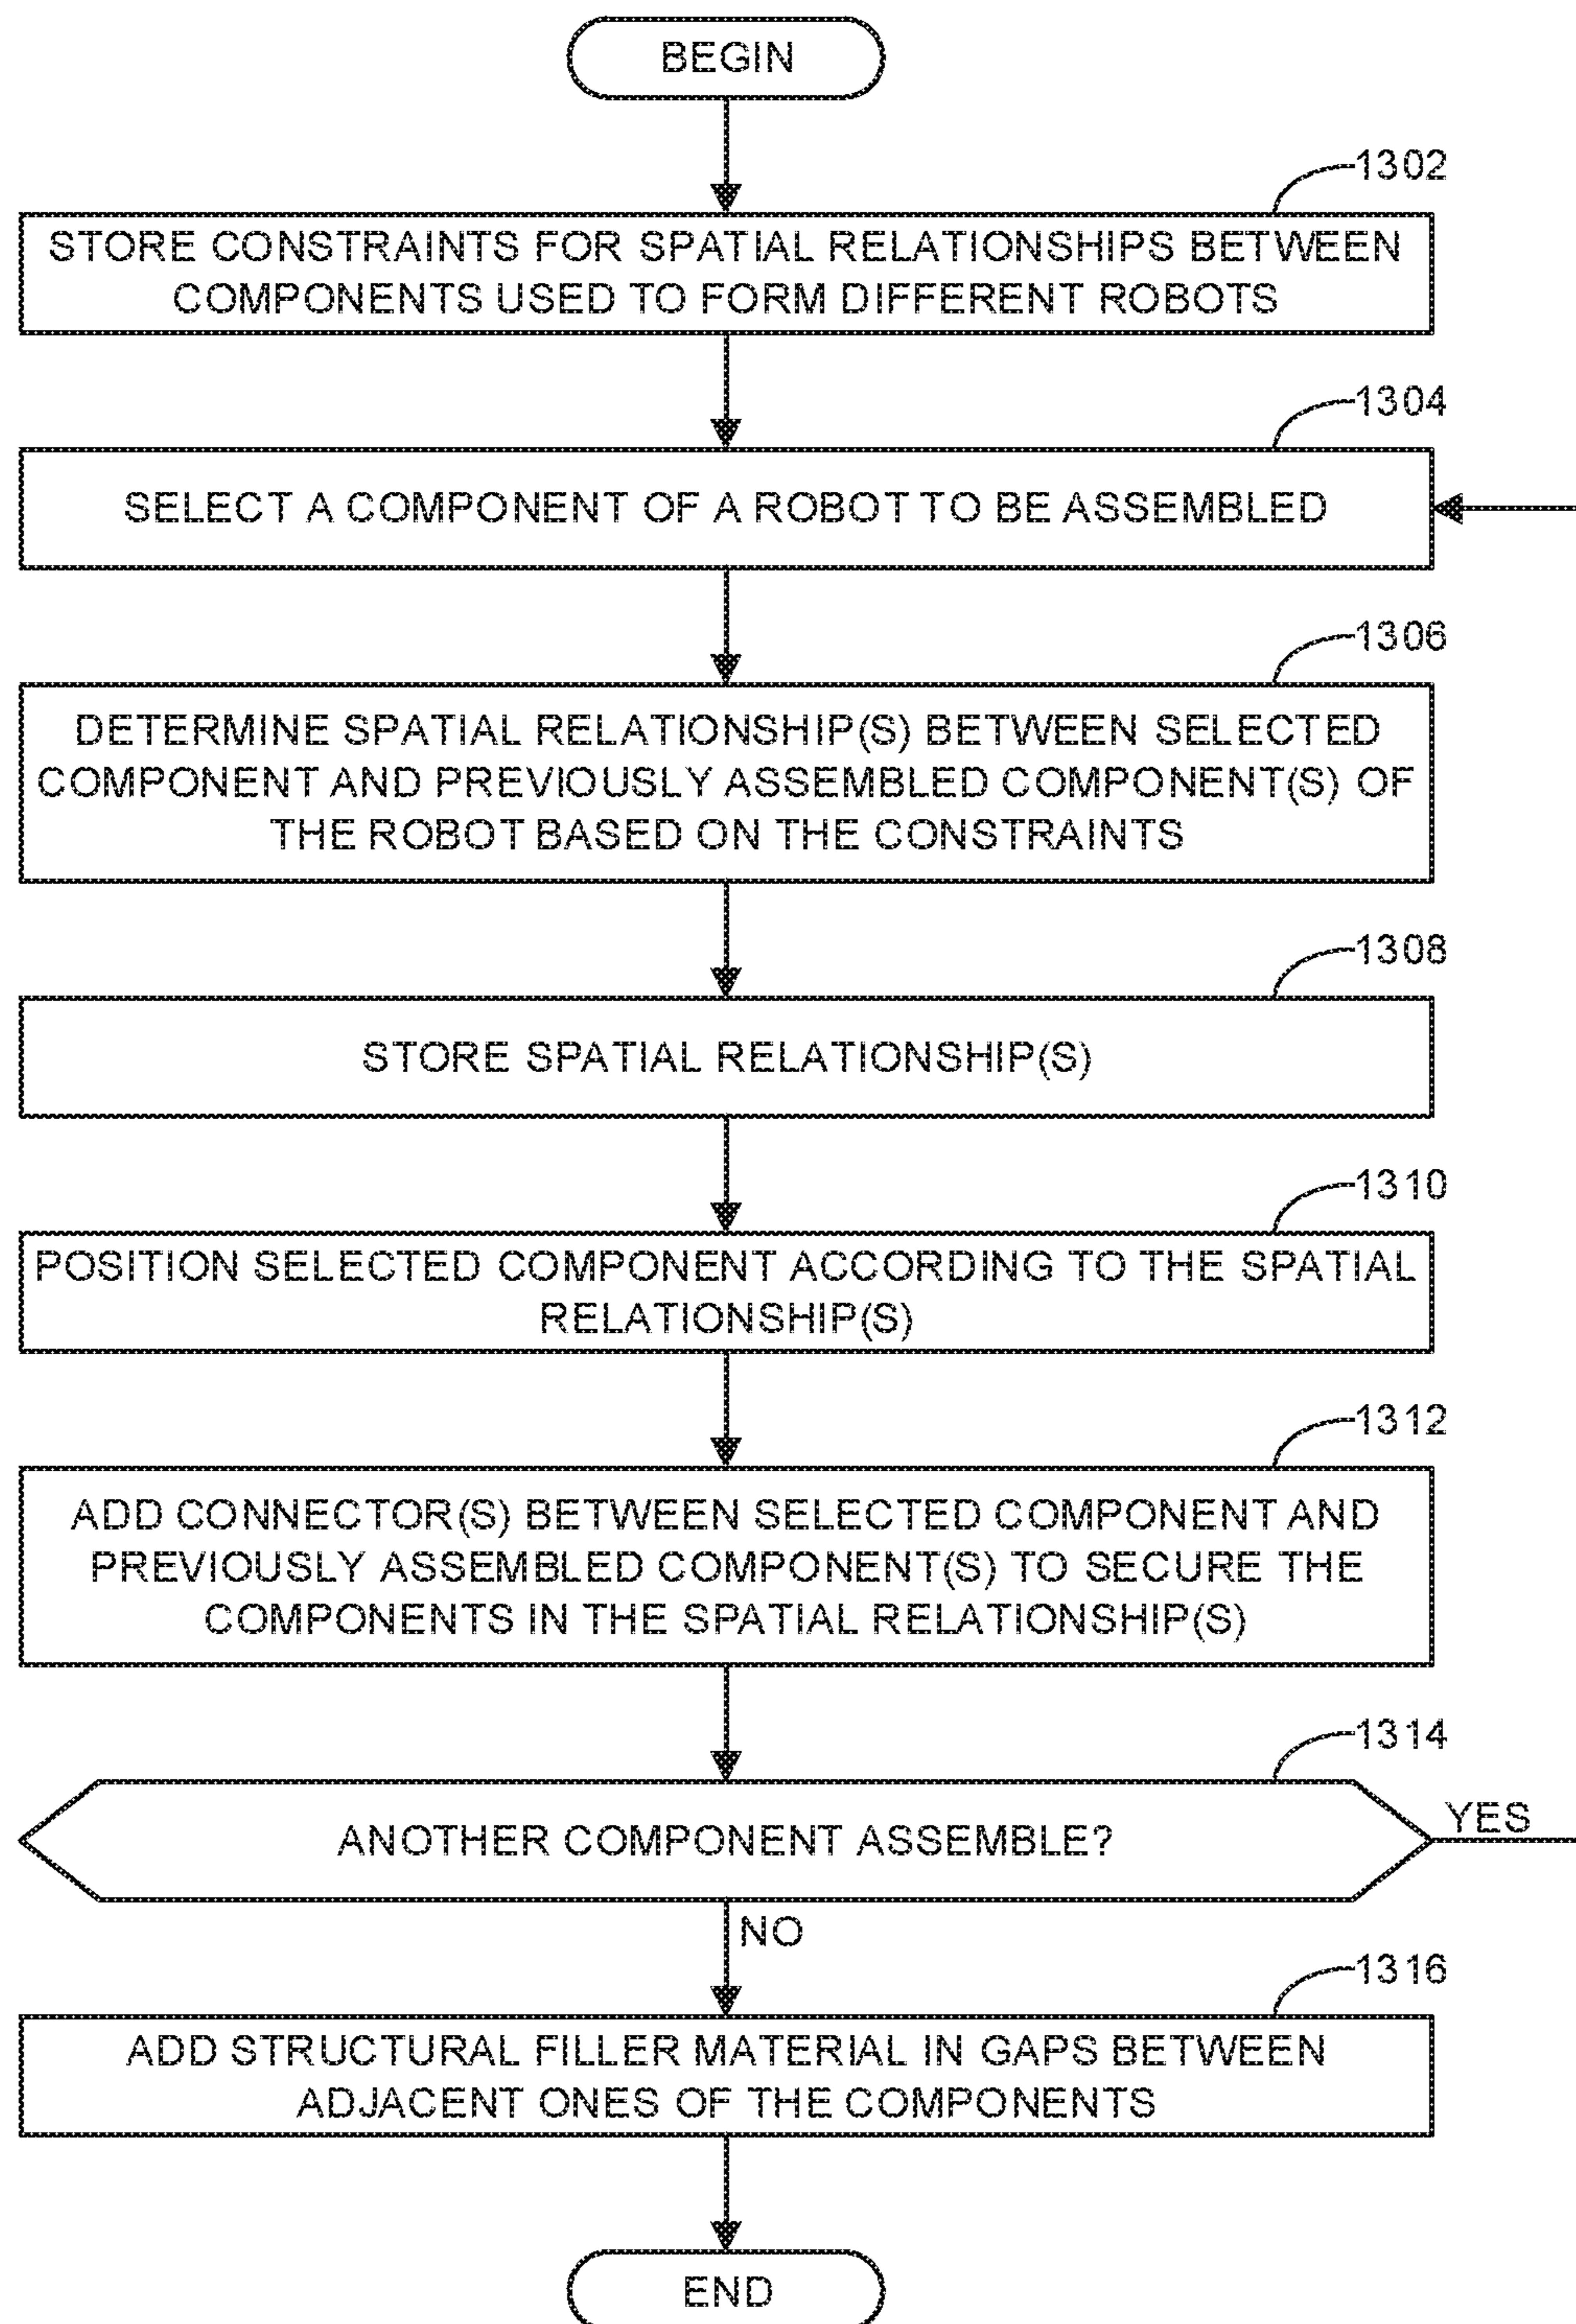 BEGIN
1302
STORE CONSTRAINTS FOR SPATIAL RELATIONSHIPS BETWEEN
COMPONENTS USED TO FORM DIFFERENT ROBOTS
1304
SELECT A COMPONENT OF A ROBOT TO BE ASSEMBLED
1306
DETERMINE SPATIAL RELATIONSHIP(S) BETWEEN SELECTED
COMPONENT AND PREVIOUSLY ASSEMBLED COMPONENT(S) OF
THE ROBOT BASED ON THE CONSTRAINTS
1308
STORE SPATIAL RELATIONSHIP(S)
1310
POSITION SELECTED COMPONENT ACCORDING TO THE SPATIAL
RELATIONSHIP(S)
1312
ADD CONNECTOR(S) BETWEEN SELECTED COMPONENT AND
PREVIOUSLY ASSEMBLED COMPONENT(S) TO SECURE THE
COMPONENTS IN THE SPATIAL RELATIONSHIP(S)
1314
ANOTHER COMPONENT ASSEMBLE?
YES
NO
1316
ADD STRUCTURAL FILLER MATERIAL IN GAPS BETWEEN
ADJACENT ONES OF THE COMPONENTS
END